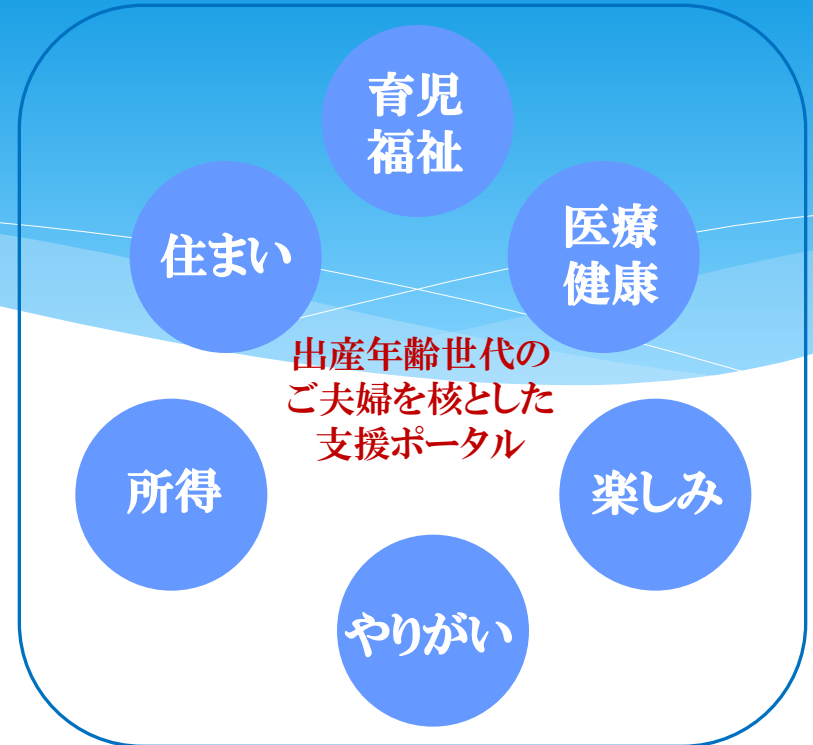 育児
福祉
住まい
医療
健康
出産年齢世代の
ご夫婦を核とした
支援ポータル
所得
楽しみ
やりがい